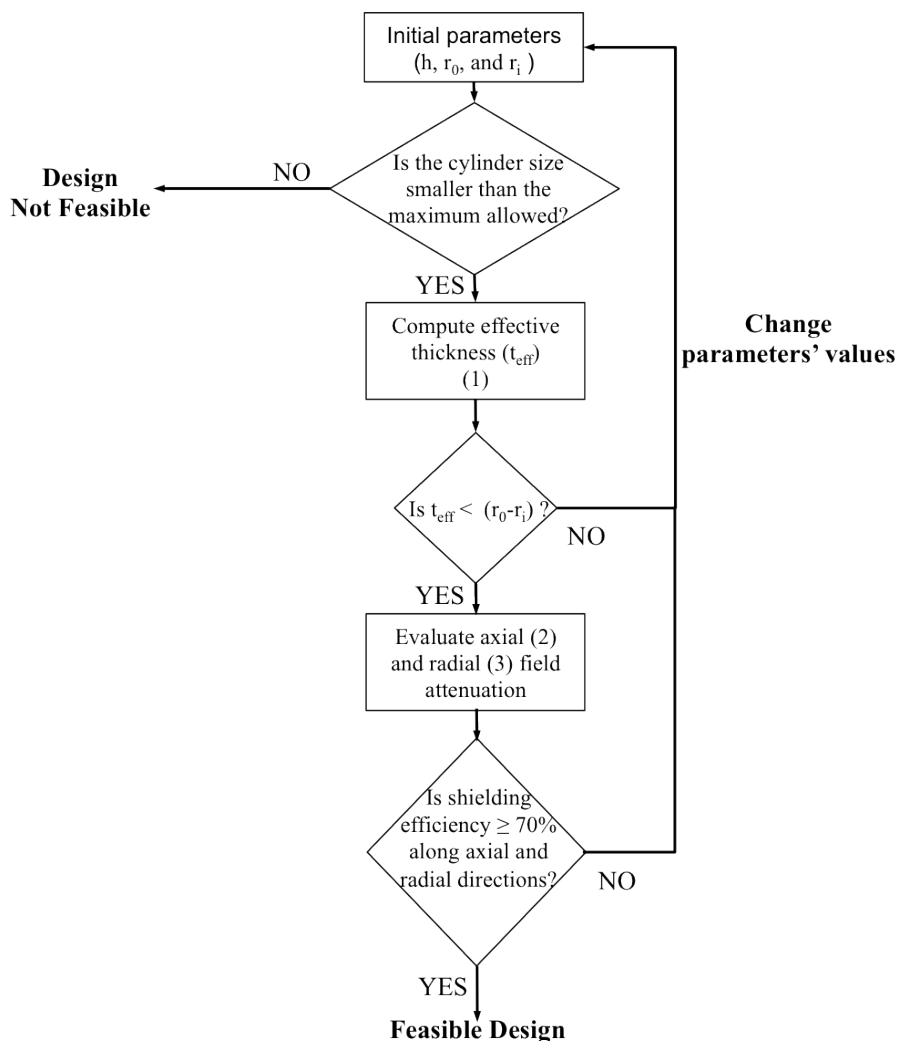 Initial parameters
(h, r₀, and rᵢ )
Is the cylinder size
smaller than the
maximum allowed?
NO
Design
Not Feasible
YES
Compute effective
thickness (t_eff)
(1)
Change
parameters’ values
Is t_eff < (r₀-rᵢ) ?
NO
YES
Evaluate axial (2)
and radial (3) field
attenuation
Is shielding
efficiency ≥ 70%
along axial and
radial directions?
NO
YES
Feasible Design